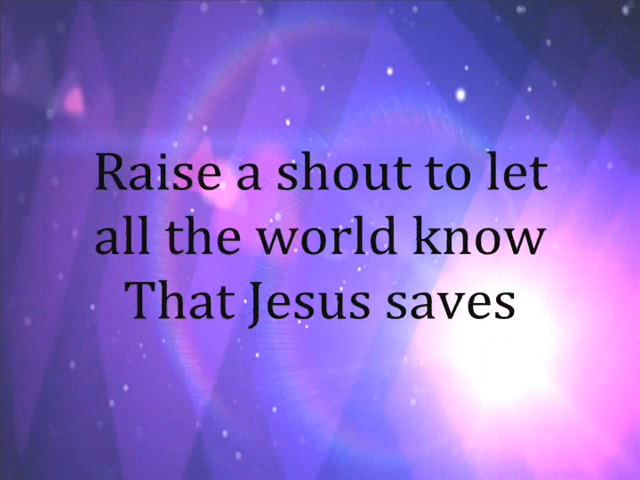 Raise a shout to let
all the world know
That Jesus saves